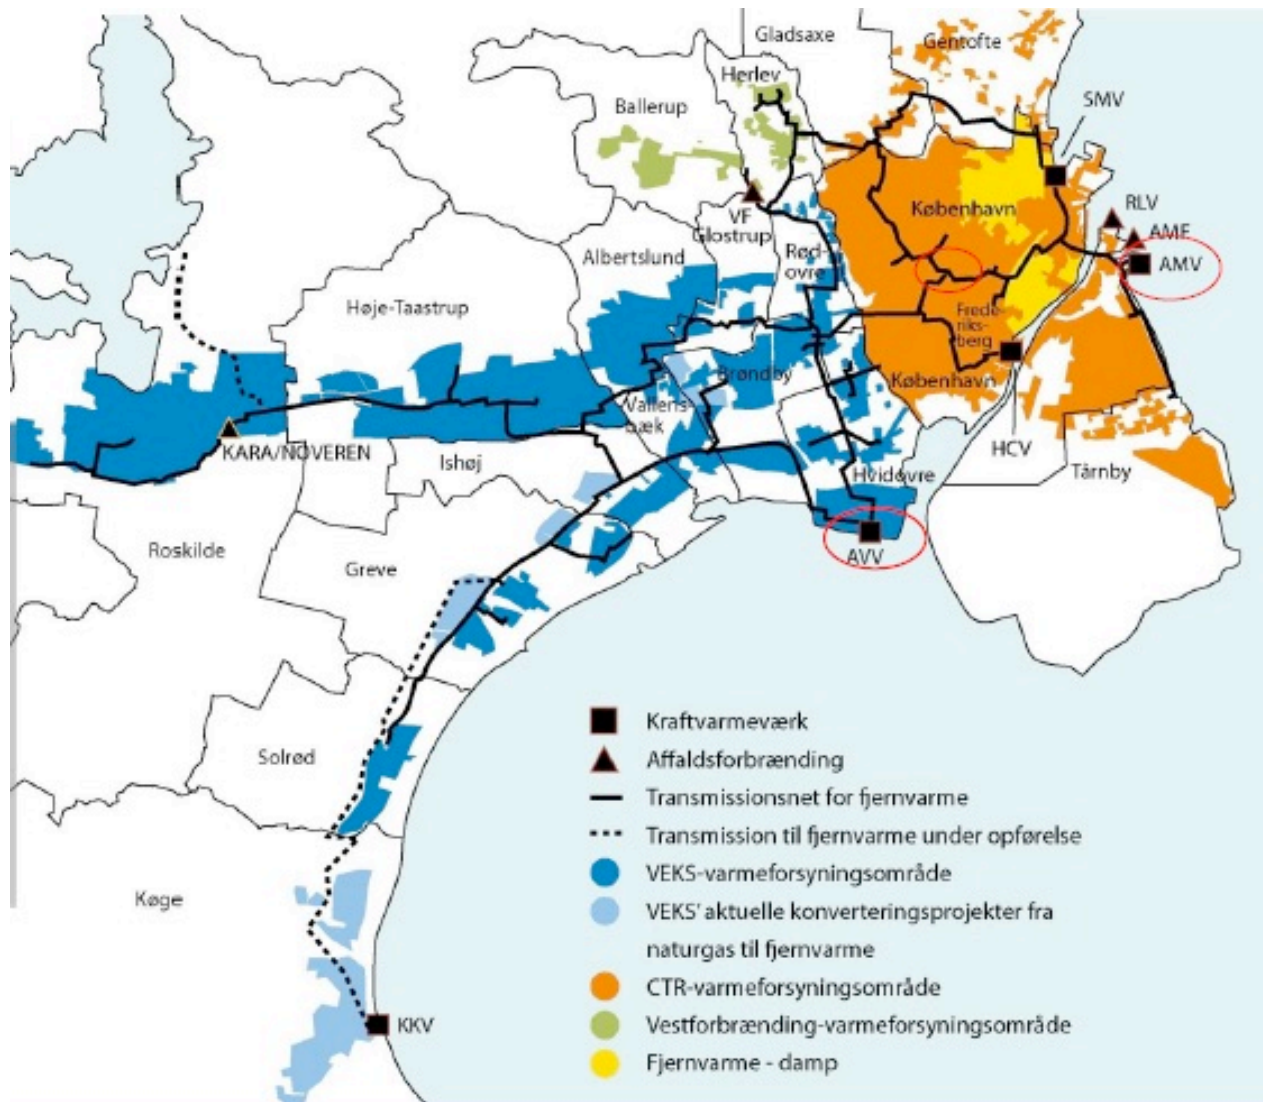 Gladsaxe
Gentofte
Herlev
Ballerup
SMV
København
RLV
VF
AMF
Glostrup
Albertslund
Rød-
ovre
AMV
Høje-Taastrup
Frede-
riks-
berg
Brøndby
København
Vallens-
bæk
KARA/NOVEREN
Ishøj
HCV
Hvidovre
Tårnby
Roskilde
Greve
AVV
Kraftvarmeværk
Solrød
Affaldsforbrænding
Transmissionsnet for fjernvarme
Transmission til fjernvarme under opførelse
VEKS-varmeforsyningsområde
Køge
VEKS' aktuelle konverteringsprojekter fra
naturgas til fjernvarme
CTR-varmeforsyningsområde
KKV
Vestforbrænding-varmeforsyningsområde
Fjernvarme - damp